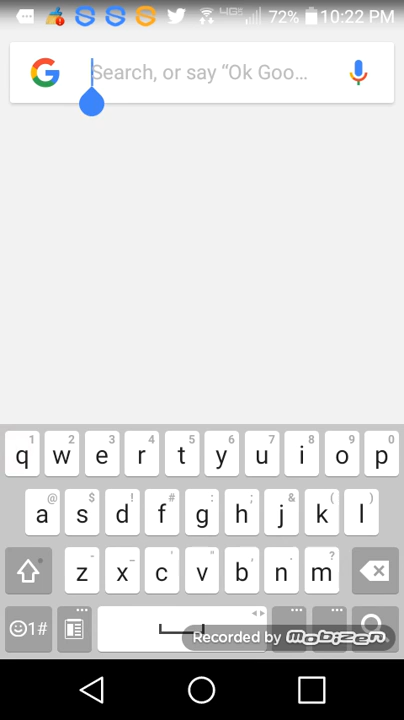 4G 72% 10:22 PM
G Search, or say “Ok Goo…
1 2 3 4 5 6 7 8 9 0
q w e r t y u i o p
@ $ ! # : ; & ( )
a s d f g h j k l
- _ ' " , . ?
z x c v b n m
1#
Recorded by Mobizen